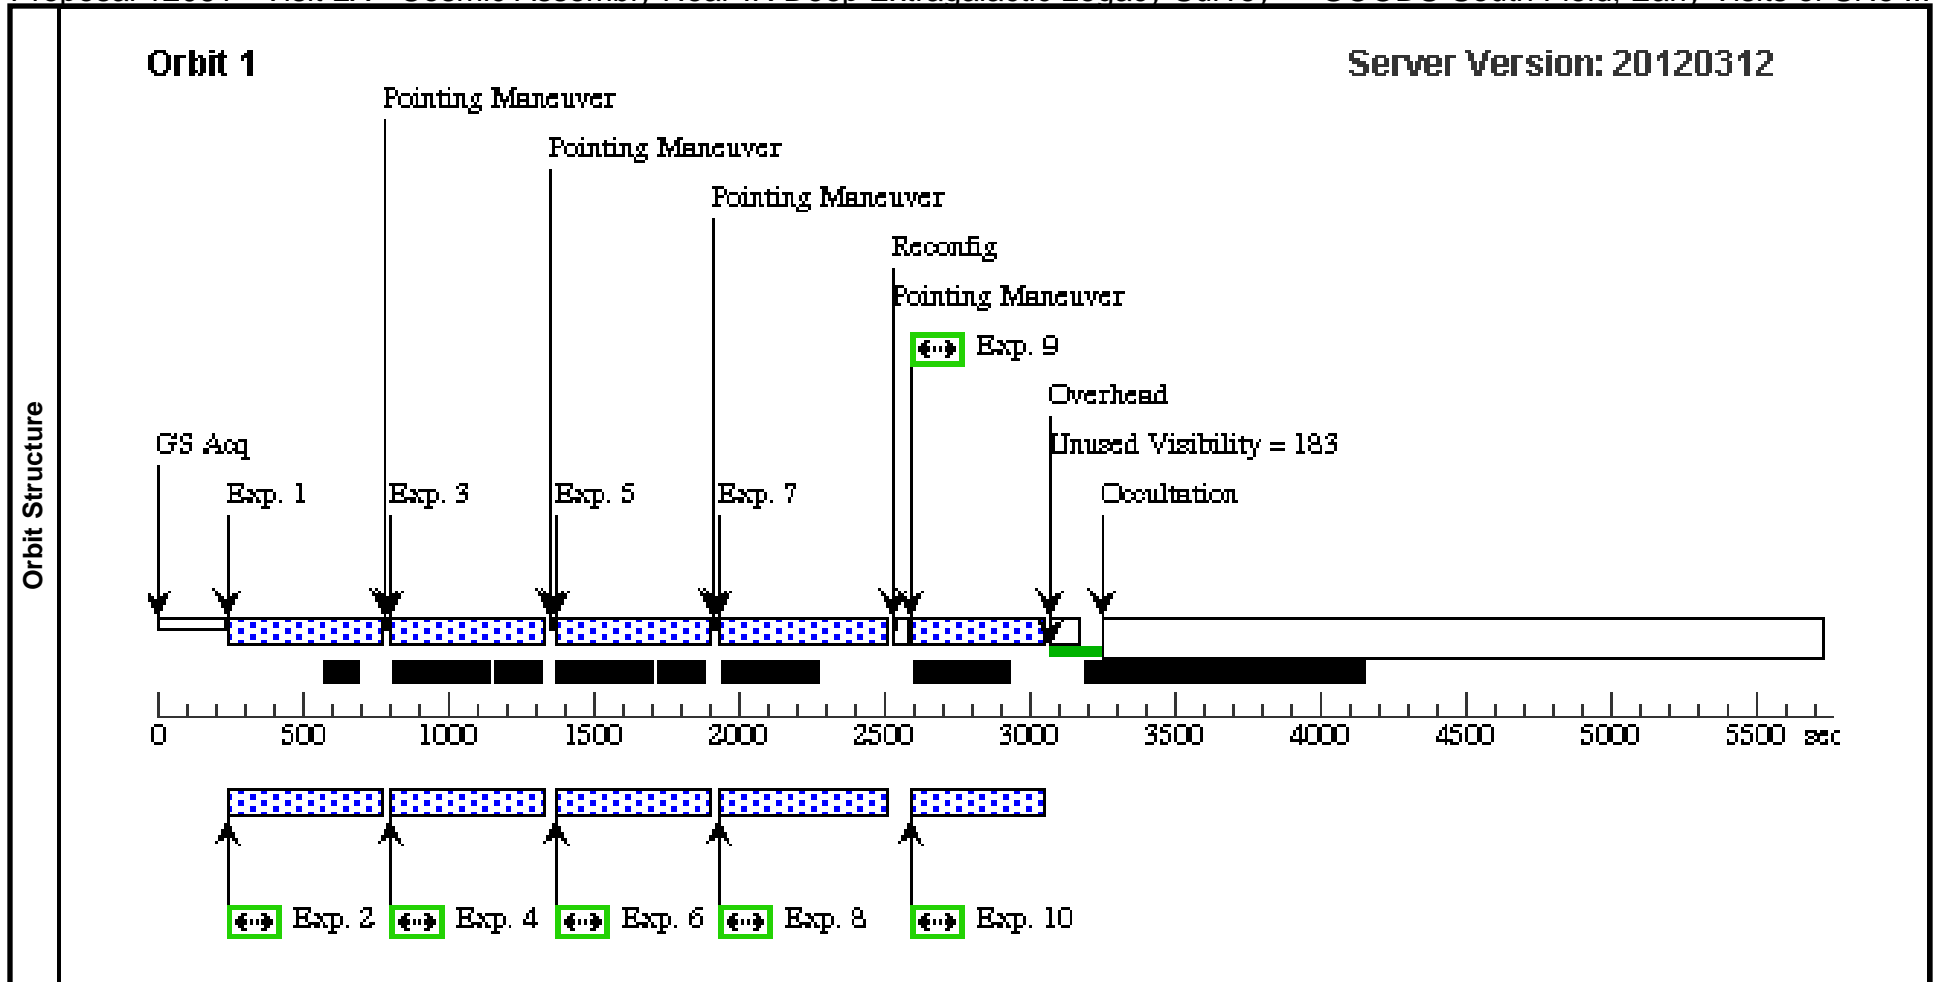 Orbit 1
Server Version: 20120312
Pointing Maneuver
Pointing Maneuver
Pointing Maneuver
Reconfig
Pointing Maneuver
Exp. 9
Overhead
GS Acq
Unused Visibility = 183
Exp. 1
Exp. 3
Exp. 5
Exp. 7
Occultation
Orbit Structure
0 500 1000 1500 2000 2500 3000 3500 4000 4500 5000 5500 sec
Exp. 2
Exp. 4
Exp. 6
Exp. 8
Exp. 10